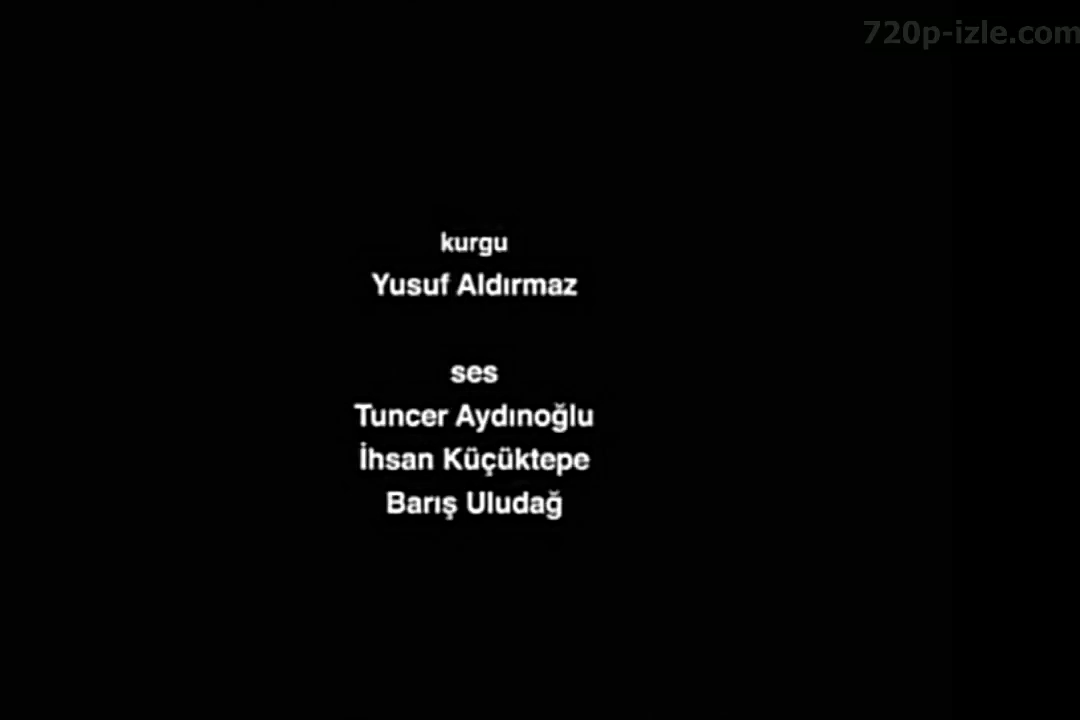 720p-izle.com
kurgu
Yusuf Aldırmaz
ses
Tuncer Aydınoğlu
İhsan Küçüktepe
Barış Uludağ